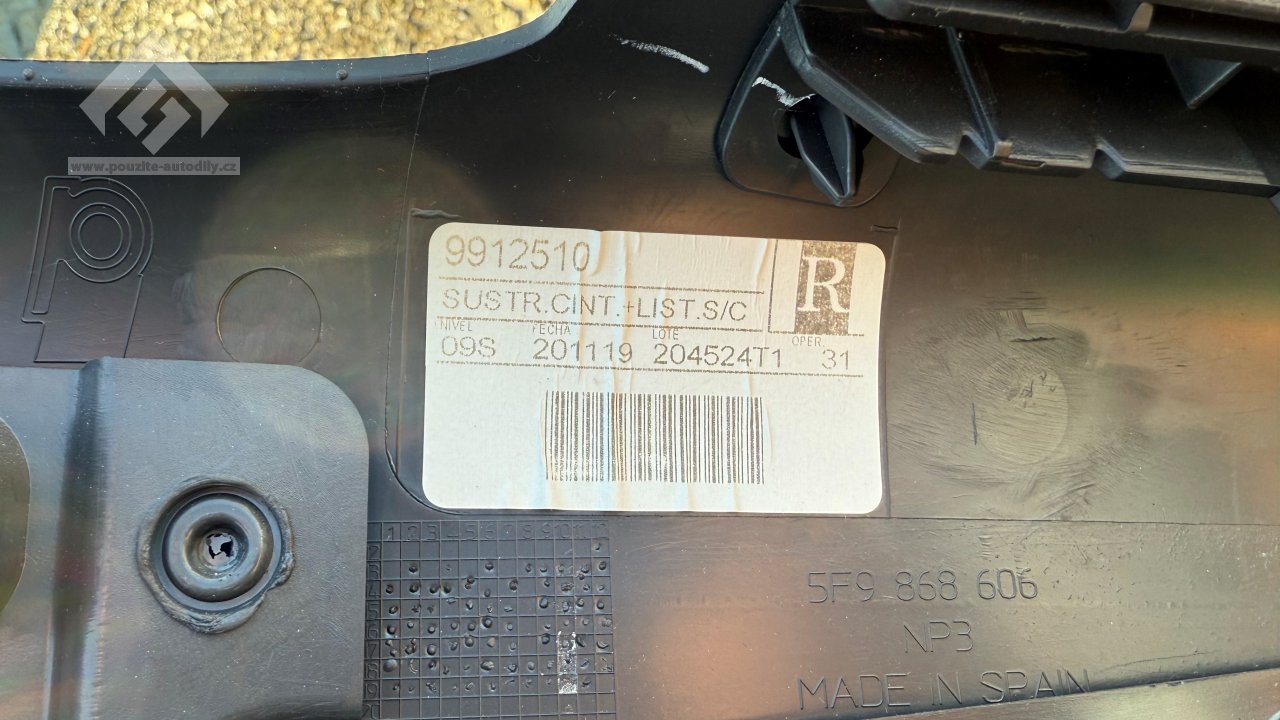 www.pouzite-autodily.cz
9912510
R
SUSTR.CINT.+LIST.S/C
NIVEL FECHA LOTE OPER.
09S 201119 204524T1 31
5F9 868 606
NP3
MADE IN SPAIN